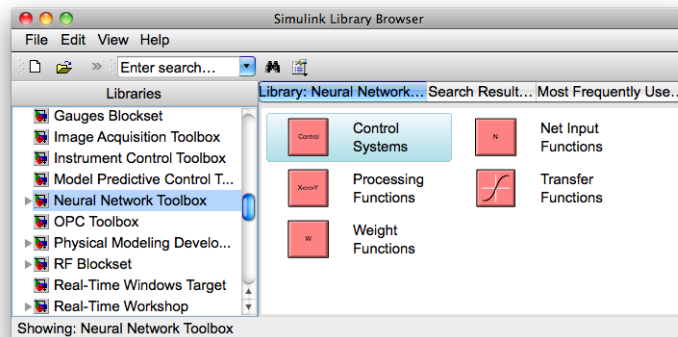 Simulink Library Browser
File Edit View Help
» Enter search...
Libraries
Library: Neural Network... Search Result... Most Frequently Use...
Gauges Blockset
Image Acquisition Toolbox
Instrument Control Toolbox
Model Predictive Control T...
Neural Network Toolbox
OPC Toolbox
Physical Modeling Develo...
RF Blockset
Real-Time Windows Target
Real-Time Workshop
Control
Control
Systems
N
Net Input
Functions
X<=>Y
Processing
Functions
Transfer
Functions
W
Weight
Functions
Showing: Neural Network Toolbox